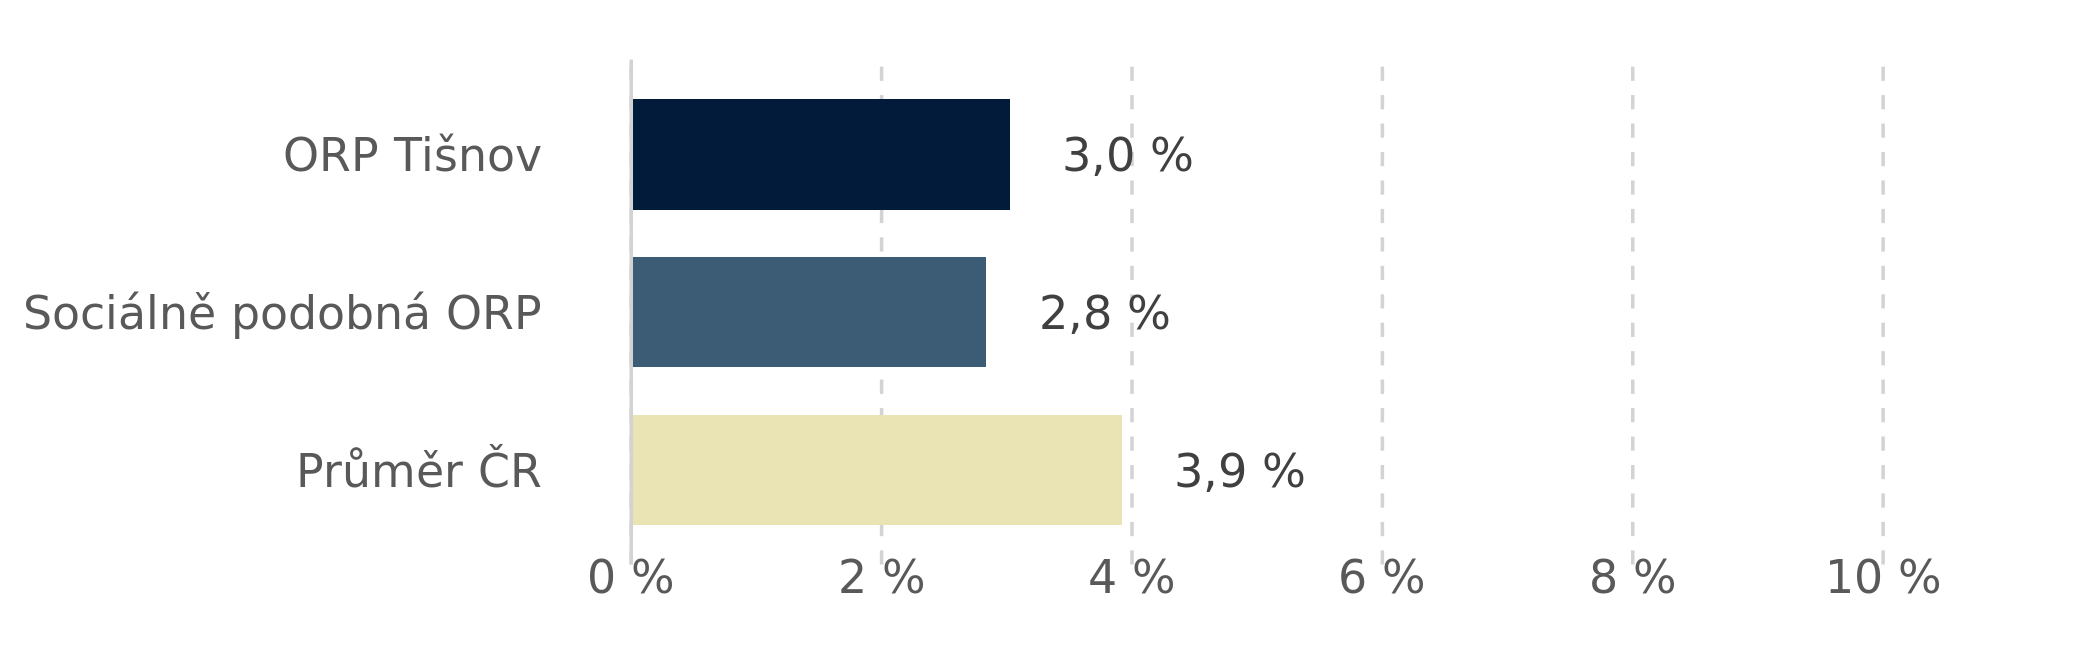 ORP Tišnov 3,0 %
Sociálně podobná ORP 2,8 %
Průměr ČR 3,9 %
0 % 2 % 4 % 6 % 8 % 10 %